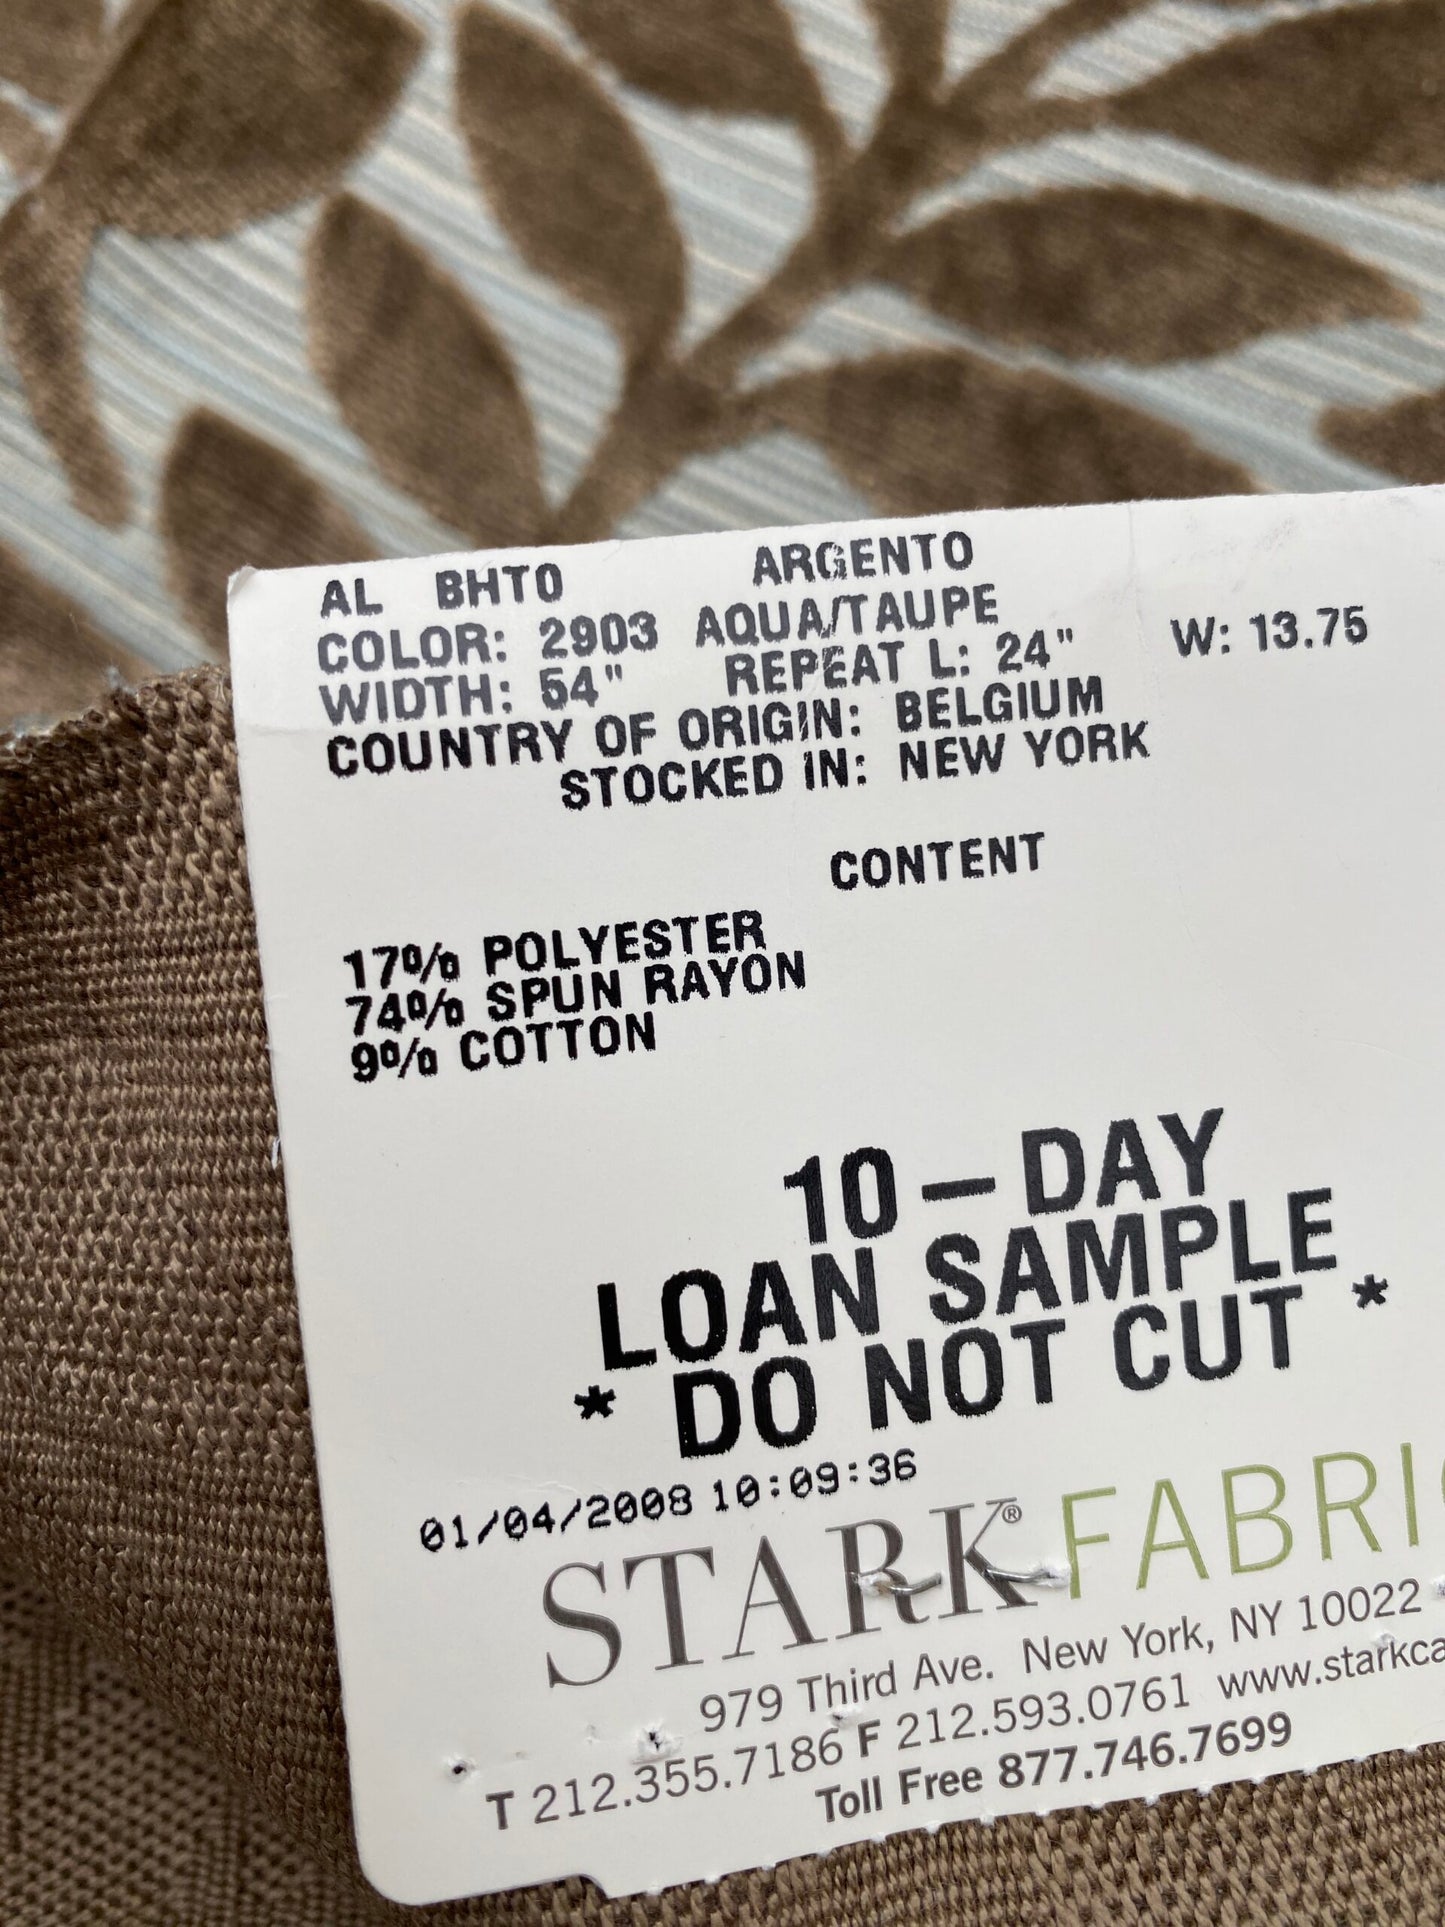 AL BHTO ARGENTO
COLOR: 2903 AQUA/TAUPE
WIDTH: 54" REPEAT L: 24" W: 13.75
COUNTRY OF ORIGIN: BELGIUM
STOCKED IN: NEW YORK
CONTENT
17% POLYESTER
74% SPUN RAYON
9% COTTON
10-DAY
LOAN SAMPLE
* DO NOT CUT *
01/04/2008 10:09:36
STARK® FABRIC
979 Third Ave. New York, NY 10022
T 212.355.7186 F 212.593.0761 www.starkca
Toll Free 877.746.7699